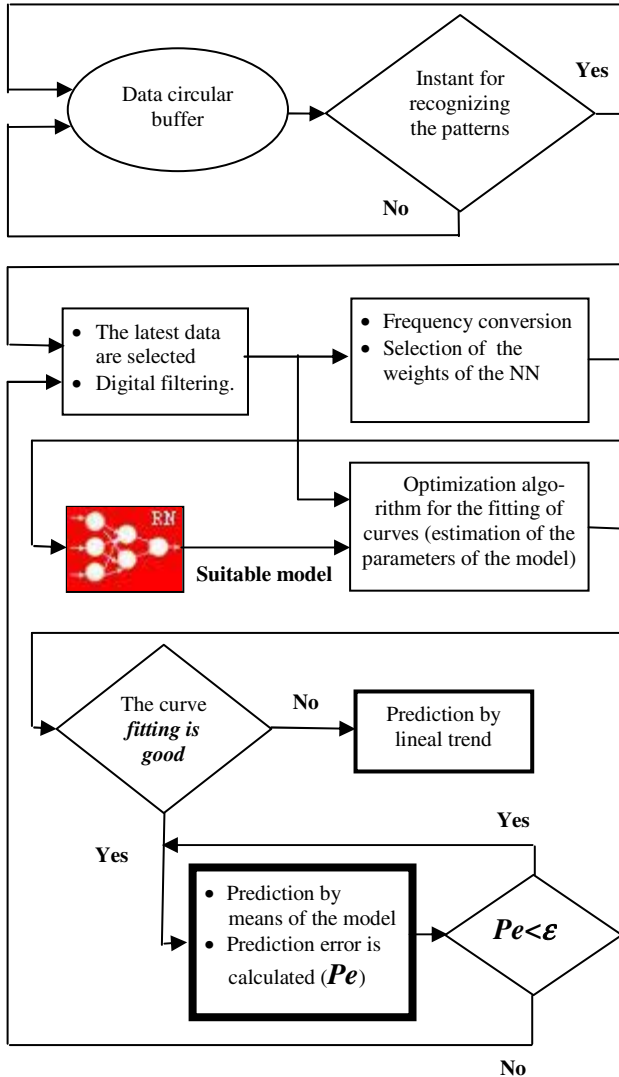 Data circular
buffer
Instant for
recognizing
the patterns
Yes
No
• The latest data
are selected
• Digital filtering.
• Frequency conversion
• Selection of the
weights of the NN
RN
Suitable model
Optimization algo-
rithm for the fitting of
curves (estimation of the
parameters of the model)
The curve
fitting is
good
No
Prediction by
lineal trend
Yes
Yes
• Prediction by
means of the model
• Prediction error is
calculated (Pe)
Pe<ε
No